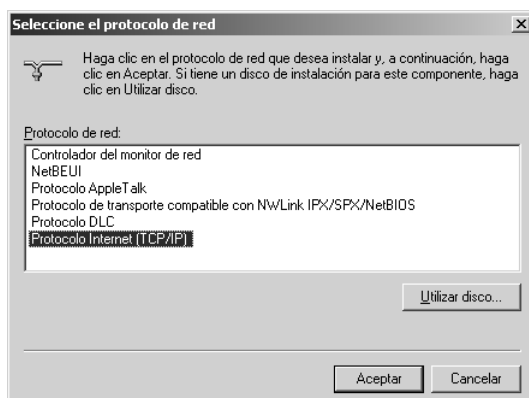 Seleccione el protocolo de red
Haga clic en el protocolo de red que desea instalar y, a continuación, haga
clic en Aceptar. Si tiene un disco de instalación para este componente, haga
clic en Utilizar disco.
Protocolo de red:
Controlador del monitor de red
NetBEUI
Protocolo AppleTalk
Protocolo de transporte compatible con NWLink IPX/SPX/NetBIOS
Protocolo DLC
Protocolo Internet (TCP/IP)
Utilizar disco...
Aceptar
Cancelar